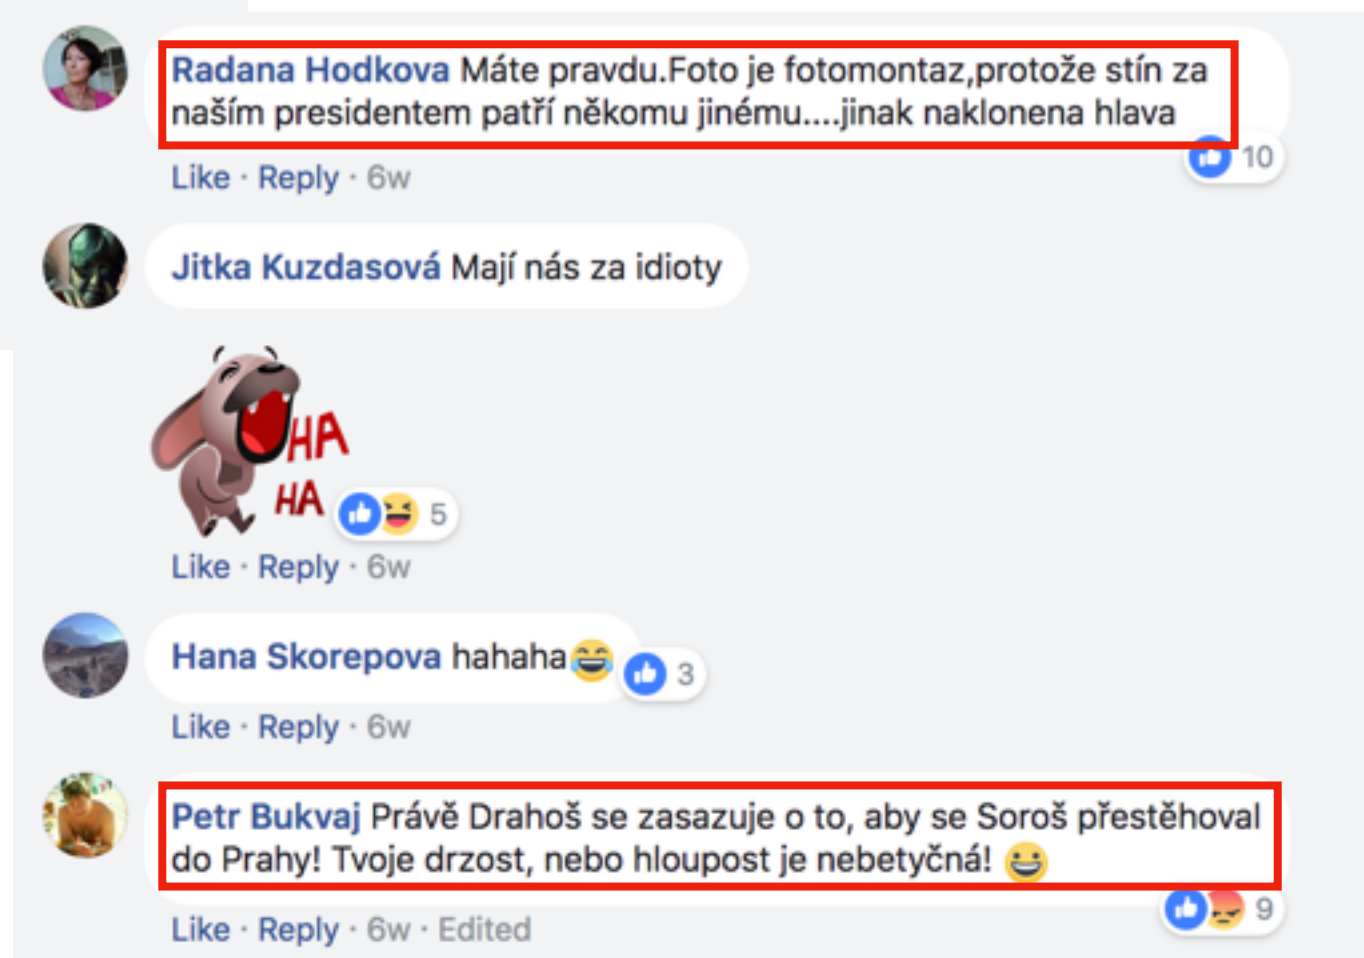 Radana Hodkova Máte pravdu.Foto je fotomontaz,protože stín za
naším presidentem patří někomu jinému....jinak naklonena hlava
10
Like · Reply · 6w
Jitka Kuzdasová Mají nás za idioty
HA
HA
5
Like · Reply · 6w
Hana Skorepova hahaha😂
3
Like · Reply · 6w
Petr Bukvaj Právě Drahoš se zasazuje o to, aby se Soroš přestěhoval
do Prahy! Tvoje drzost, nebo hloupost je nebetyčná! 😀
9
Like · Reply · 6w · Edited